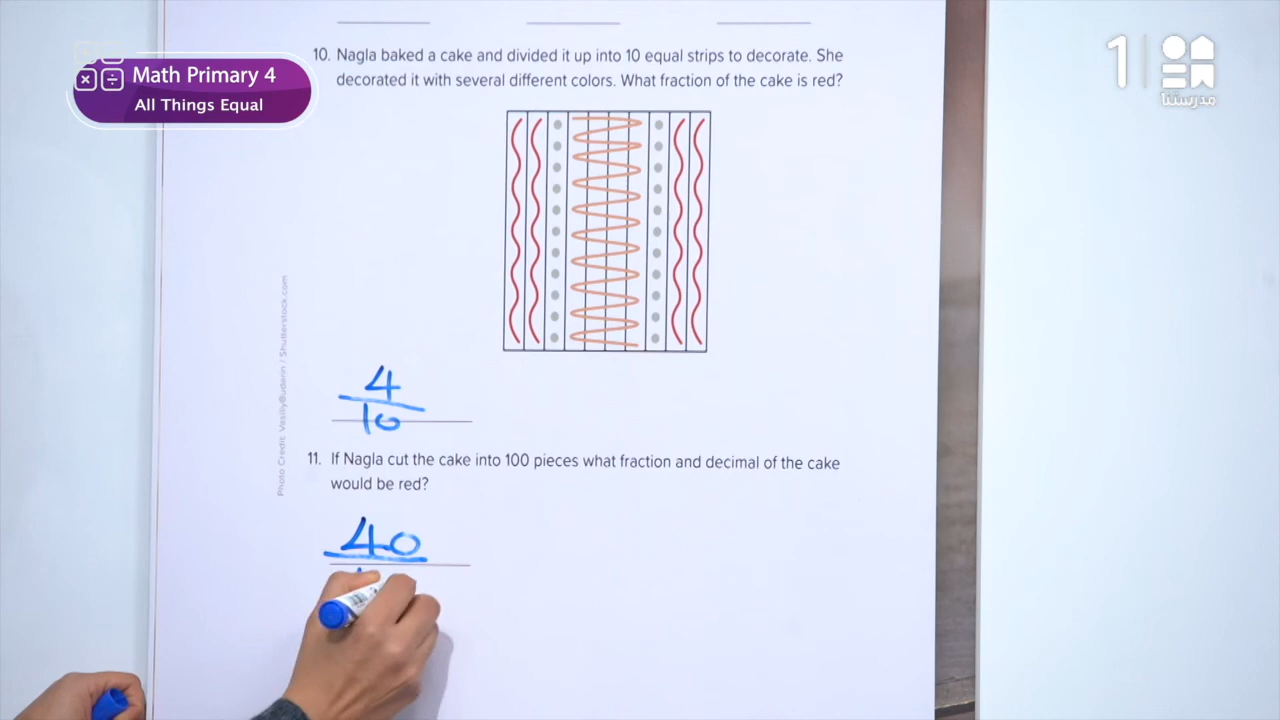 Math Primary 4
All Things Equal
1
مدرستنا
10. Nagla baked a cake and divided it up into 10 equal strips to decorate. She
decorated it with several different colors. What fraction of the cake is red?
4
10
Photo Credit: VasiliyBudarin / Shutterstock.com
11. If Nagla cut the cake into 100 pieces what fraction and decimal of the cake
would be red?
40